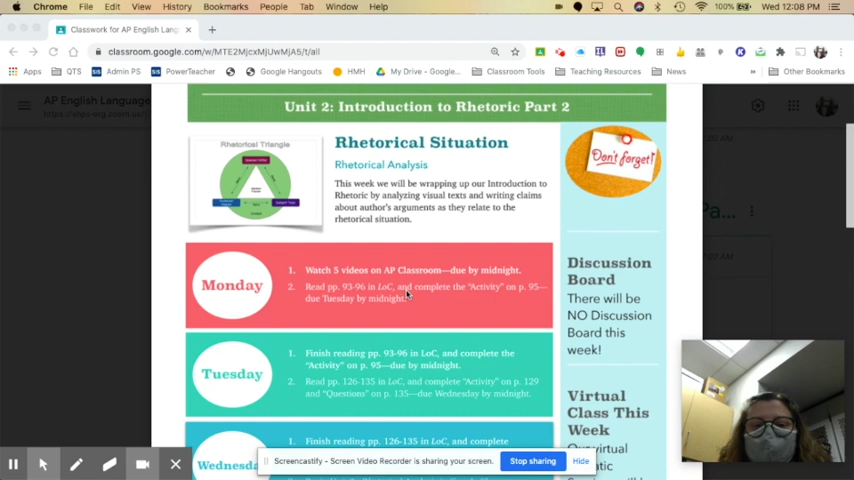 Chrome File Edit View History Bookmarks People Tab Window Help
100% Wed 12:08 PM
Classwork for AP English Lang
classroom.google.com/w/MTE2MjcxMjUwMjA5/t/all
Apps QTS Admin PS PowerTeacher Google Hangouts HMH My Drive - Google... Classroom Tools Teaching Resources News Other Bookmarks
AP English Language
Unit 2: Introduction to Rhetoric Part 2
Rhetorical Triangle
Rhetorical Situation
Rhetorical Analysis
This week we will be wrapping up our Introduction to
Rhetoric by analyzing visual texts and writing claims
about author's arguments as they relate to the
rhetorical situation.
Don't forget!
Monday
1. Watch 5 videos on AP Classroom—due by midnight.
2. Read pp. 93-96 in LoC, and complete the "Activity" on p. 95—
due Tuesday by midnight.
Tuesday
1. Finish reading pp. 93-96 in LoC, and complete the
"Activity" on p. 95—due by midnight.
2. Read pp. 126-135 in LoC, and complete "Activity" on p. 129
and "Questions" on p. 135—due Wednesday by midnight.
Wednesd
1. Finish reading pp. 126-135 in LoC, and complete
Discussion
Board
There will be
NO Discussion
Board this
week!
Virtual
Class This
Week
virtual
Pa...
Screencastify - Screen Video Recorder is sharing your screen.
Stop sharing
Hide